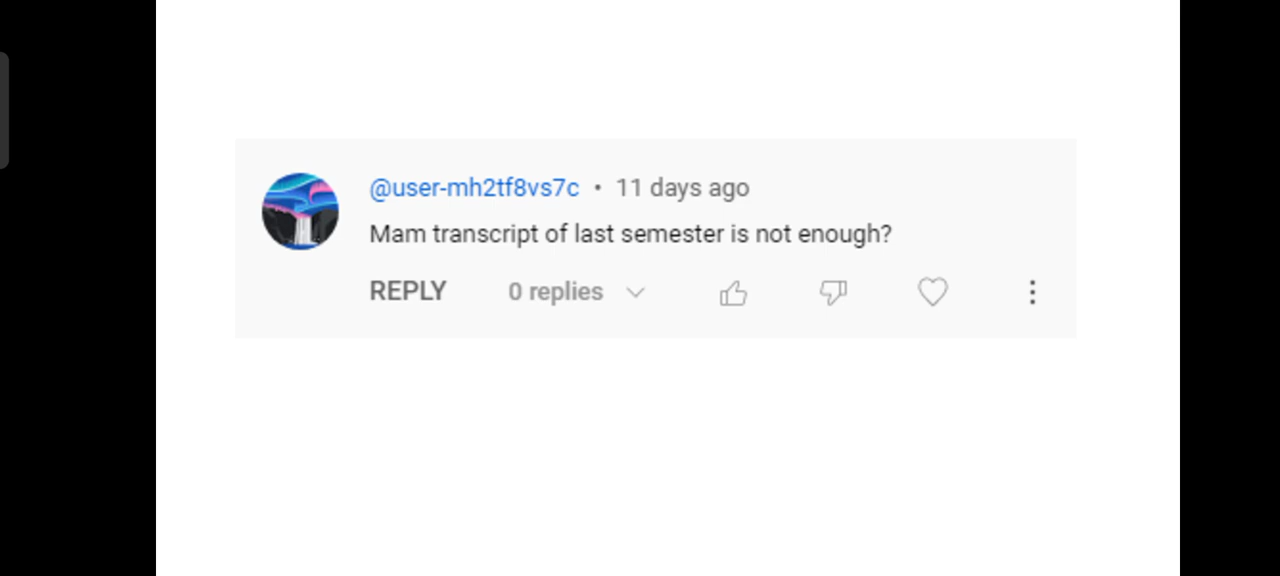 @user-mh2tf8vs7c • 11 days ago
Mam transcript of last semester is not enough?
REPLY 0 replies